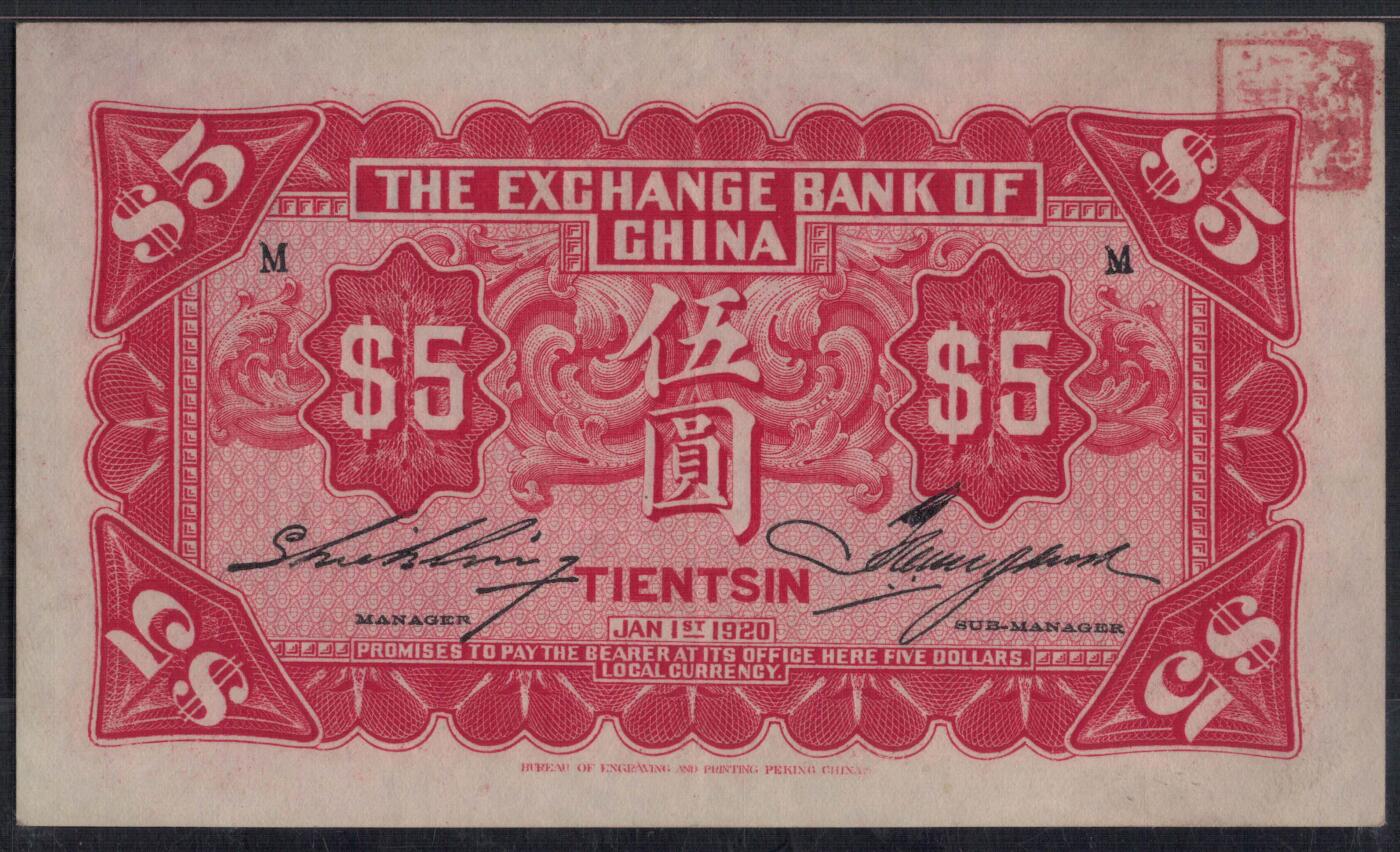 $5
$5
THE EXCHANGE BANK OF
CHINA
M
M
$5
伍
圓
$5
TIENTSIN
MANAGER
SUB-MANAGER
JAN 1ST 1920
PROMISES TO PAY THE BEARER AT ITS OFFICE HERE FIVE DOLLARS,
LOCAL CURRENCY.
$5
$5
BUREAU OF ENGRAVING AND PRINTING PEKING CHINA